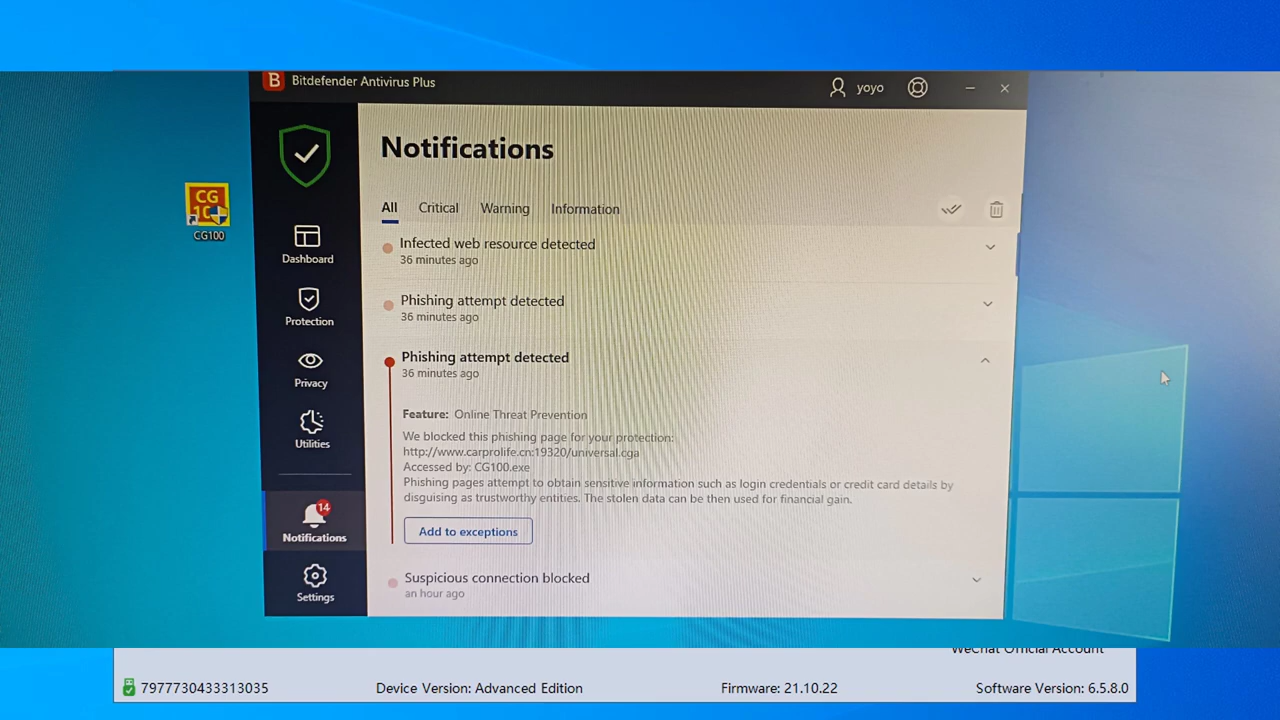 Bitdefender Antivirus Plus
yoyo
Notifications
All Critical Warning Information
Infected web resource detected
36 minutes ago
Phishing attempt detected
36 minutes ago
Phishing attempt detected
36 minutes ago
Feature: Online Threat Prevention
We blocked this phishing page for your protection:
http://www.carprolife.cn:19320/universal.cga
Accessed by: CG100.exe
Phishing pages attempt to obtain sensitive information such as login credentials or credit card details by
disguising as trustworthy entities. The stolen data can be then used for financial gain.
Add to exceptions
Suspicious connection blocked
an hour ago
Dashboard
Protection
Privacy
Utilities
14
Notifications
Settings
CG
CG100
WeChat Official Account
7977730433313035 Device Version: Advanced Edition Firmware: 21.10.22 Software Version: 6.5.8.0